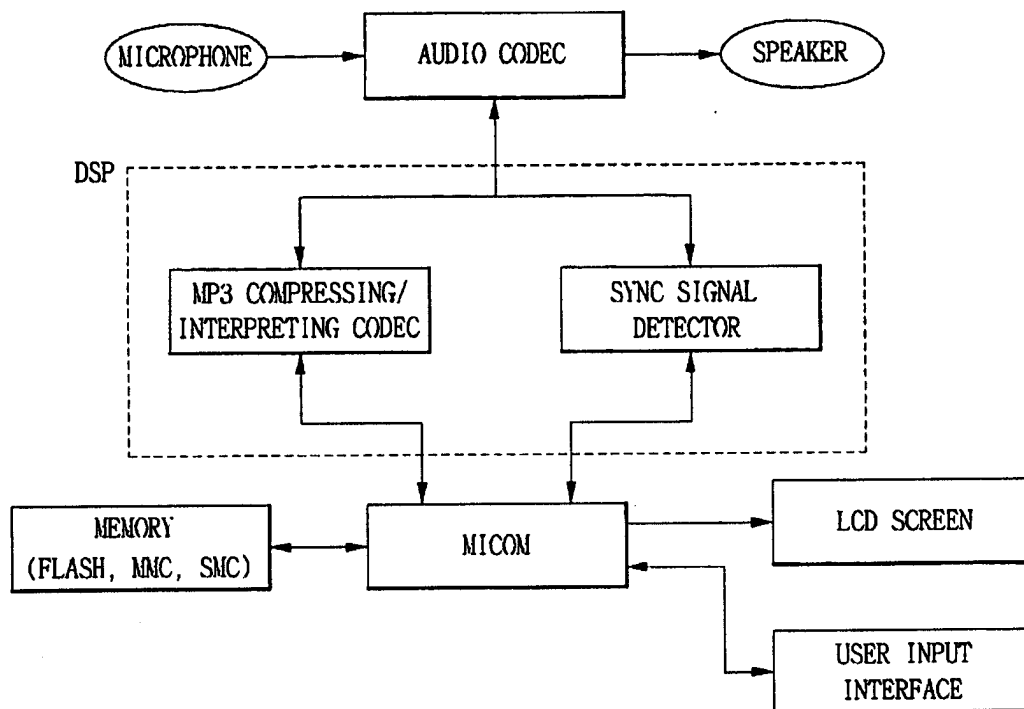 MICROPHONE
AUDIO CODEC
SPEAKER
DSP
MP3 COMPRESSING/
INTERPRETING CODEC
SYNC SIGNAL
DETECTOR
MEMORY
(FLASH, MMC, SMC)
MICOM
LCD SCREEN
USER INPUT
INTERFACE